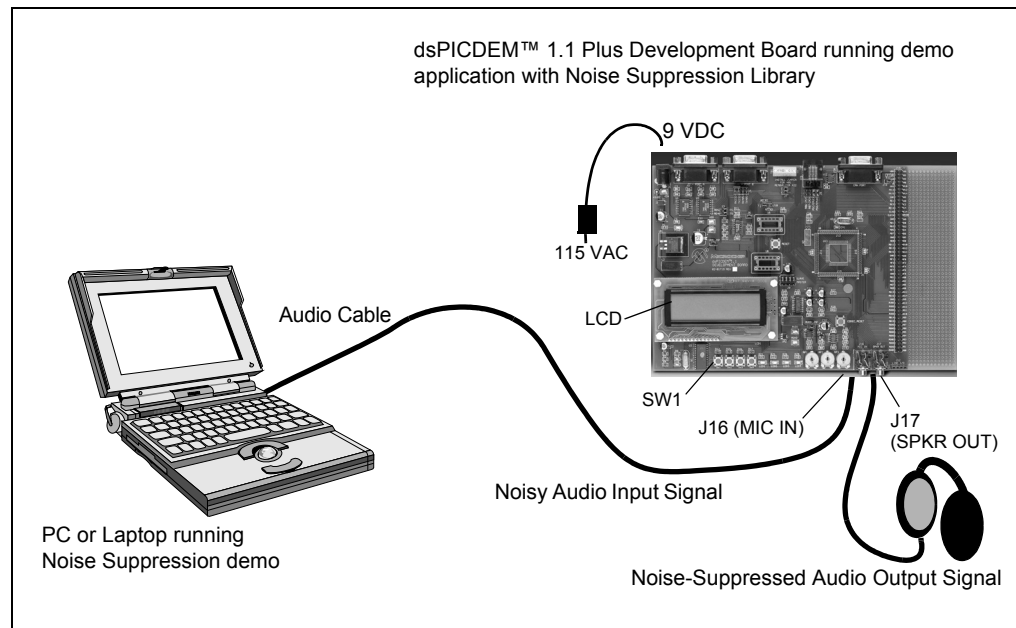 dsPICDEM™ 1.1 Plus Development Board running demo
application with Noise Suppression Library
9 VDC
115 VAC
Audio Cable
LCD
SW1
J16 (MIC IN)
J17
(SPKR OUT)
Noisy Audio Input Signal
PC or Laptop running
Noise Suppression demo
Noise-Suppressed Audio Output Signal